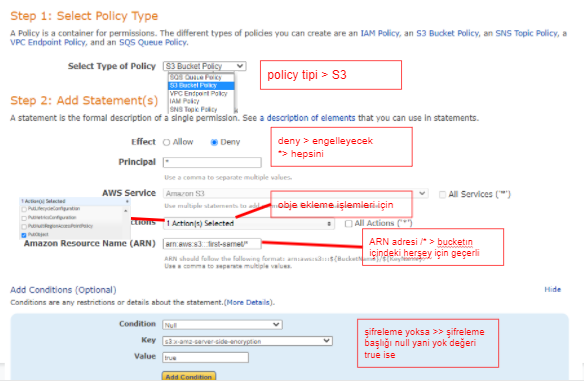 Step 1: Select Policy Type
A Policy is a container for permissions. The different types of policies you can create are an IAM Policy, an S3 Bucket Policy, an SNS Topic Policy, a
VPC Endpoint Policy, and an SQS Queue Policy.
Select Type of Policy S3 Bucket Policy
SQS Queue Policy
S3 Bucket Policy
VPC Endpoint Policy
IAM Policy
SNS Topic Policy
policy tipi > S3
Step 2: Add Statement(s)
A statement is the formal description of a single permission. See a description of elements that you can use in statements.
Effect Allow Deny
deny > engelleyecek
*> hepsini
Principal *
Use a comma to separate multiple values.
AWS Service Amazon S3 All Services ('*')
Use multiple statements to add
obje ekleme işlemleri için
1 Action(s) Selected
PutLifecycleConfiguration
PutMetricsConfiguration
PutMultiRegionAccessPointPolicy
PutObject
ctions 1 Action(s) Selected All Actions ('*')
Amazon Resource Name (ARN) arn:aws:s3:::first-samet/*
ARN adresi /* > bucketın
içindeki herşey için geçerli
ARN should follow the following format: arn:aws:s3:::${BucketName}/${KeyName}.
Use a comma to separate multiple values.
Add Conditions (Optional) Hide
Conditions are any restrictions or details about the statement.(More Details).
Condition Null
Key s3:x-amz-server-side-encryption
Value true
şifreleme yoksa >> şifreleme
başlığı null yani yok değeri
true ise
Add Condition